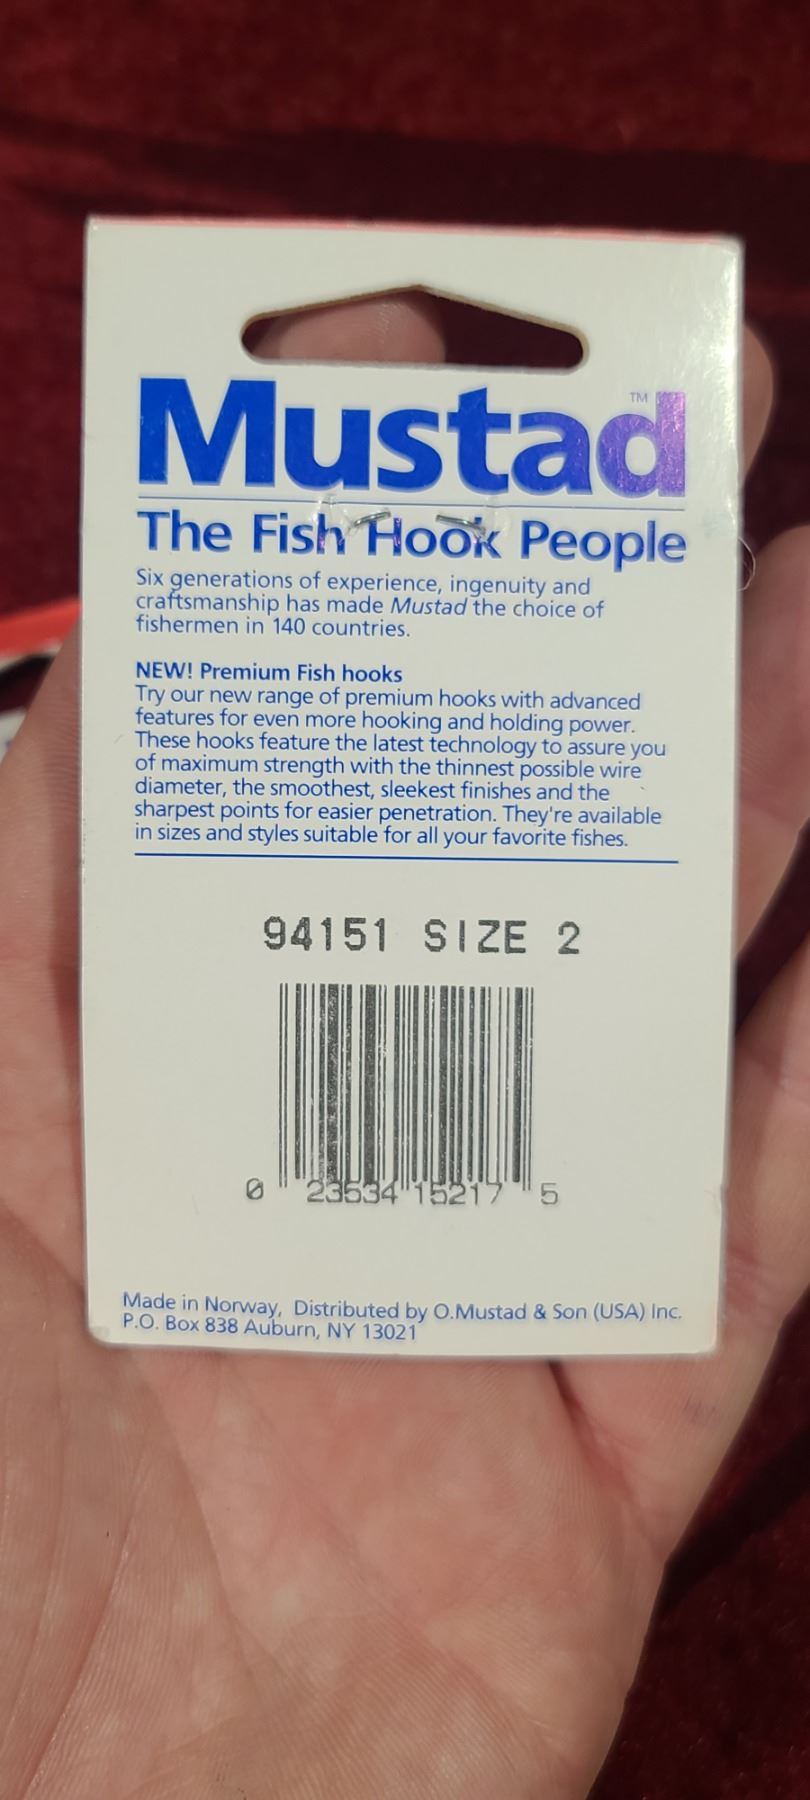 Mustad™
The Fish Hook People
Six generations of experience, ingenuity and
craftsmanship has made Mustad the choice of
fishermen in 140 countries.
NEW! Premium Fish hooks
Try our new range of premium hooks with advanced
features for even more hooking and holding power.
These hooks feature the latest technology to assure you
of maximum strength with the thinnest possible wire
diameter, the smoothest, sleekest finishes and the
sharpest points for easier penetration. They're available
in sizes and styles suitable for all your favorite fishes.
94151 SIZE 2
0 23534 15217 5
Made in Norway, Distributed by O.Mustad & Son (USA) Inc.
P.O. Box 838 Auburn, NY 13021